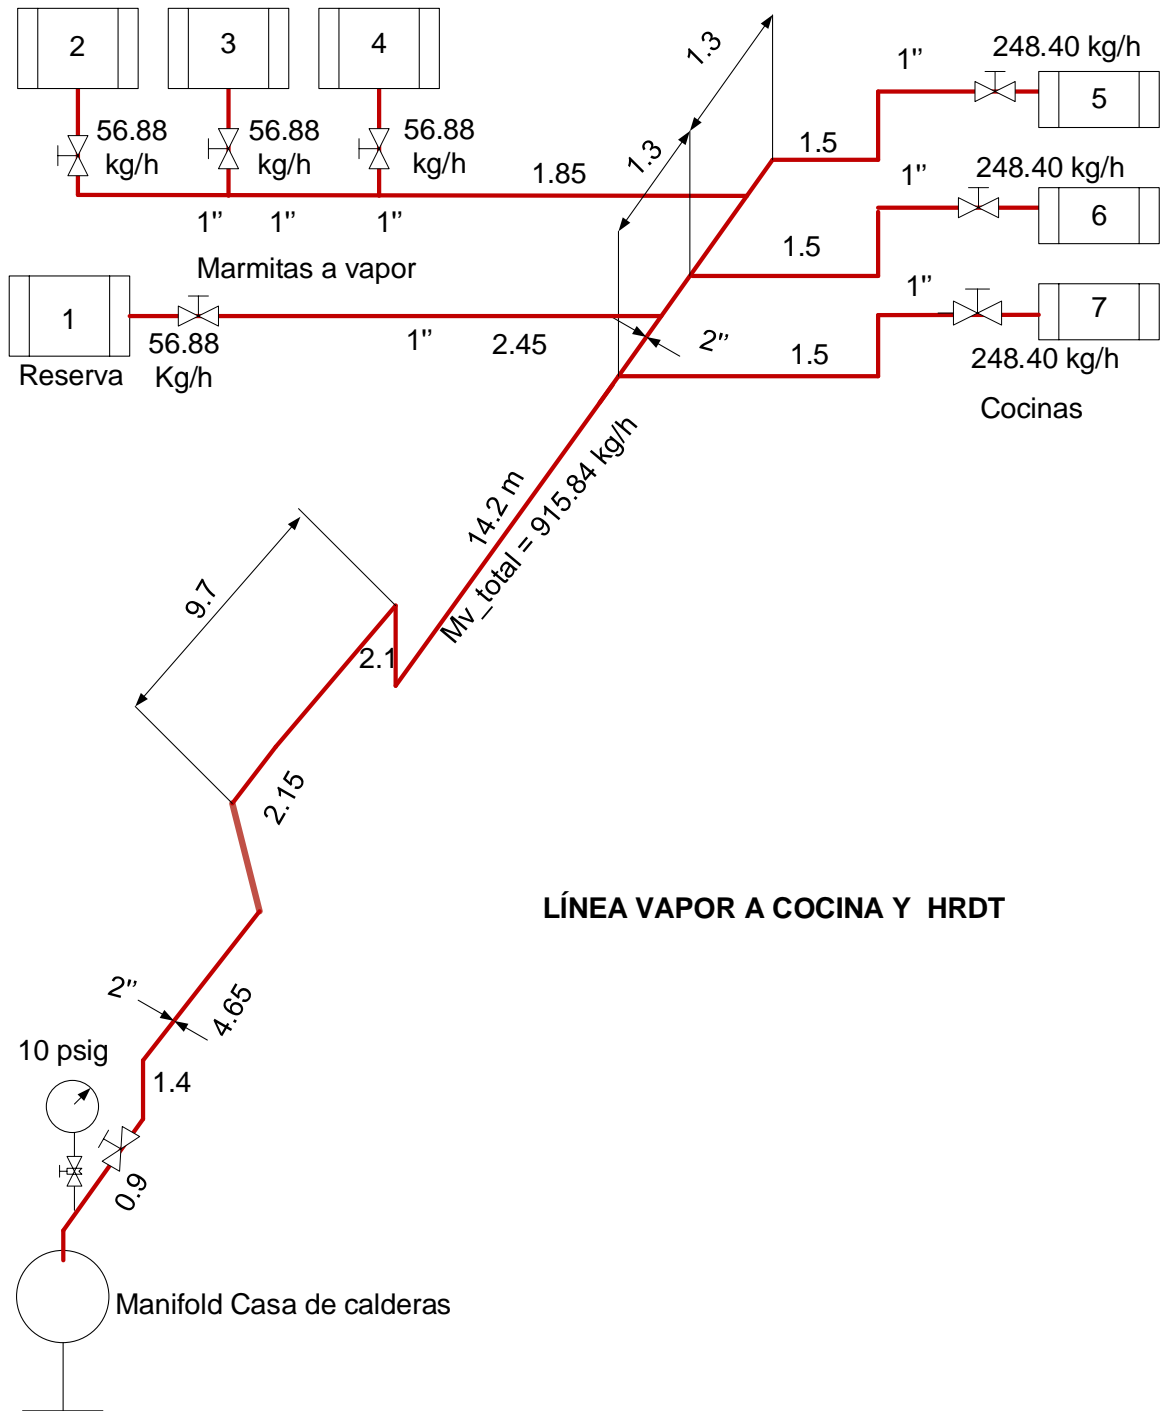 2
3
4
1.3
1"
248.40 kg/h
5
56.88
kg/h
56.88
kg/h
56.88
kg/h
1.3
1.5
1.85
1"
248.40 kg/h
6
1"
1"
1"
1.5
Marmitas a vapor
1"
7
1
56.88
Kg/h
1"
2.45
2"
1.5
248.40 kg/h
Reserva
Cocinas
14.2 m
Mv_total = 915.84 kg/h
9.7
2.1
2.15
LÍNEA VAPOR A COCINA Y HRDT
2"
4.65
10 psig
1.4
0.9
Manifold Casa de calderas